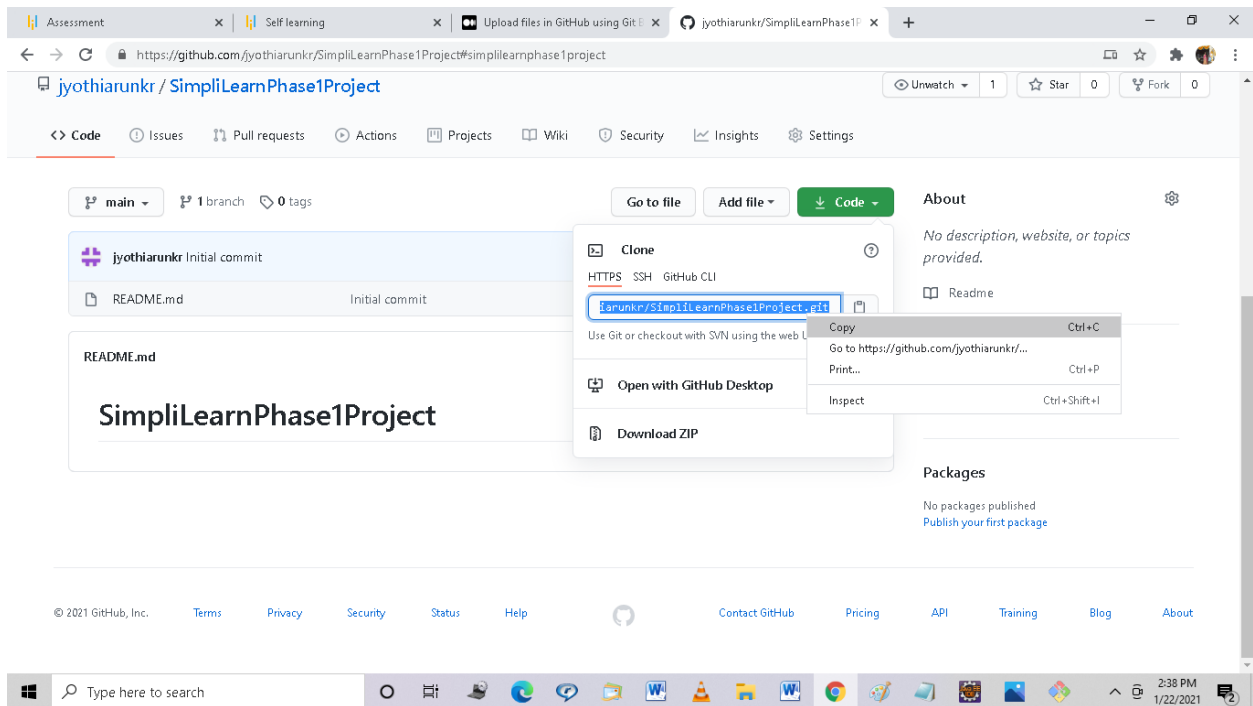 Assessment
Self learning
Upload files in GitHub using Git B
jyothiarunkr/SimpliLearnPhase1P
https://github.com/jyothiarunkr/SimpliLearnPhase1Project#simplilearnphase1project
jyothiarunkr / SimpliLearnPhase1Project
Unwatch 1 Star 0 Fork 0
Code Issues Pull requests Actions Projects Wiki Security Insights Settings
main 1 branch 0 tags Go to file Add file Code
About
No description, website, or topics
provided.
Readme
jyothiarunkr Initial commit
README.md Initial commit
Clone
HTTPS SSH GitHub CLI
iarunkr/SimpliLearnPhase1Project.git
Use Git or checkout with SVN using the web
Open with GitHub Desktop
Download ZIP
Copy Ctrl+C
Go to https://github.com/jyothiarunkr/...
Print... Ctrl+P
Inspect Ctrl+Shift+I
README.md
SimpliLearnPhase1Project
Packages
No packages published
Publish your first package
© 2021 GitHub, Inc. Terms Privacy Security Status Help Contact GitHub Pricing API Training Blog About
Type here to search
2:38 PM
1/22/2021
2